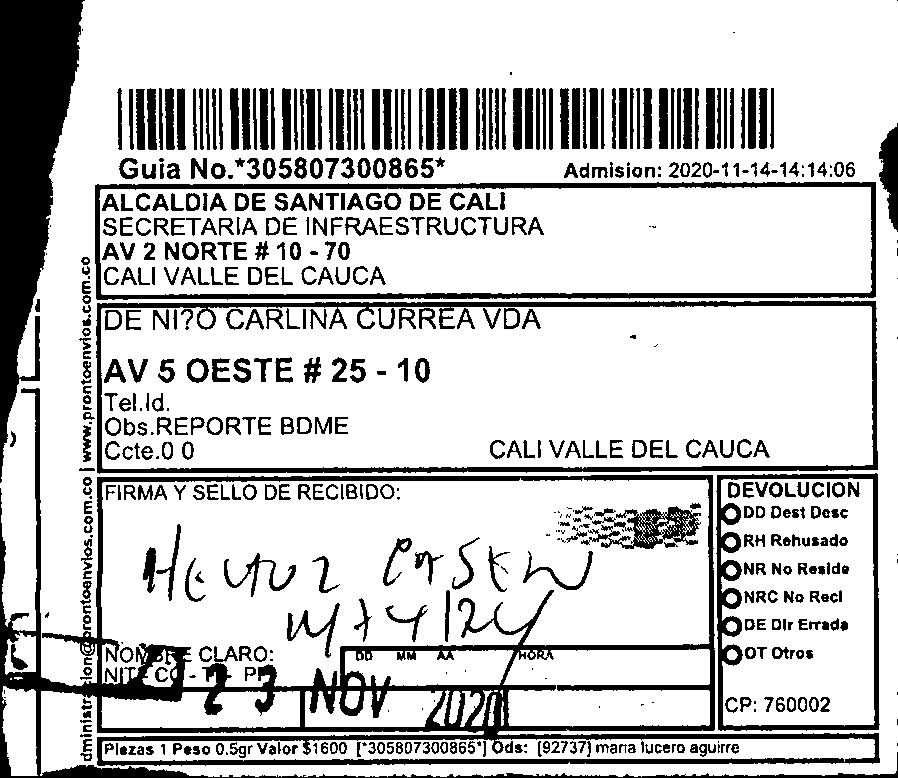 Guia No.*305807300865*
Admision: 2020-11-14-14:14:06
ALCALDIA DE SANTIAGO DE CALI
SECRETARIA DE INFRAESTRUCTURA
AV 2 NORTE # 10 - 70
CALI VALLE DEL CAUCA
DE NI?O CARLINA CURREA VDA
AV 5 OESTE # 25 - 10
Tel.Id.
Obs.REPORTE BDME
Ccte.0 0
CALI VALLE DEL CAUCA
| www.prontoenvios.com.co
FIRMA Y SELLO DE RECIBIDO:
NOMBRE CLARO:
DD MM AA HORA
23 NOV 2020
DEVOLUCION
DD Dest Desc
RH Rehusado
NR No Reside
NRC No Recl
DE Dir Errada
OT Otros
CP: 760002
dministracion@prontoenvios.com.co
Piezas 1 Peso 0.5gr Valor $1600 [*305807300865*] Ods: [92737] maria lucero aguirre